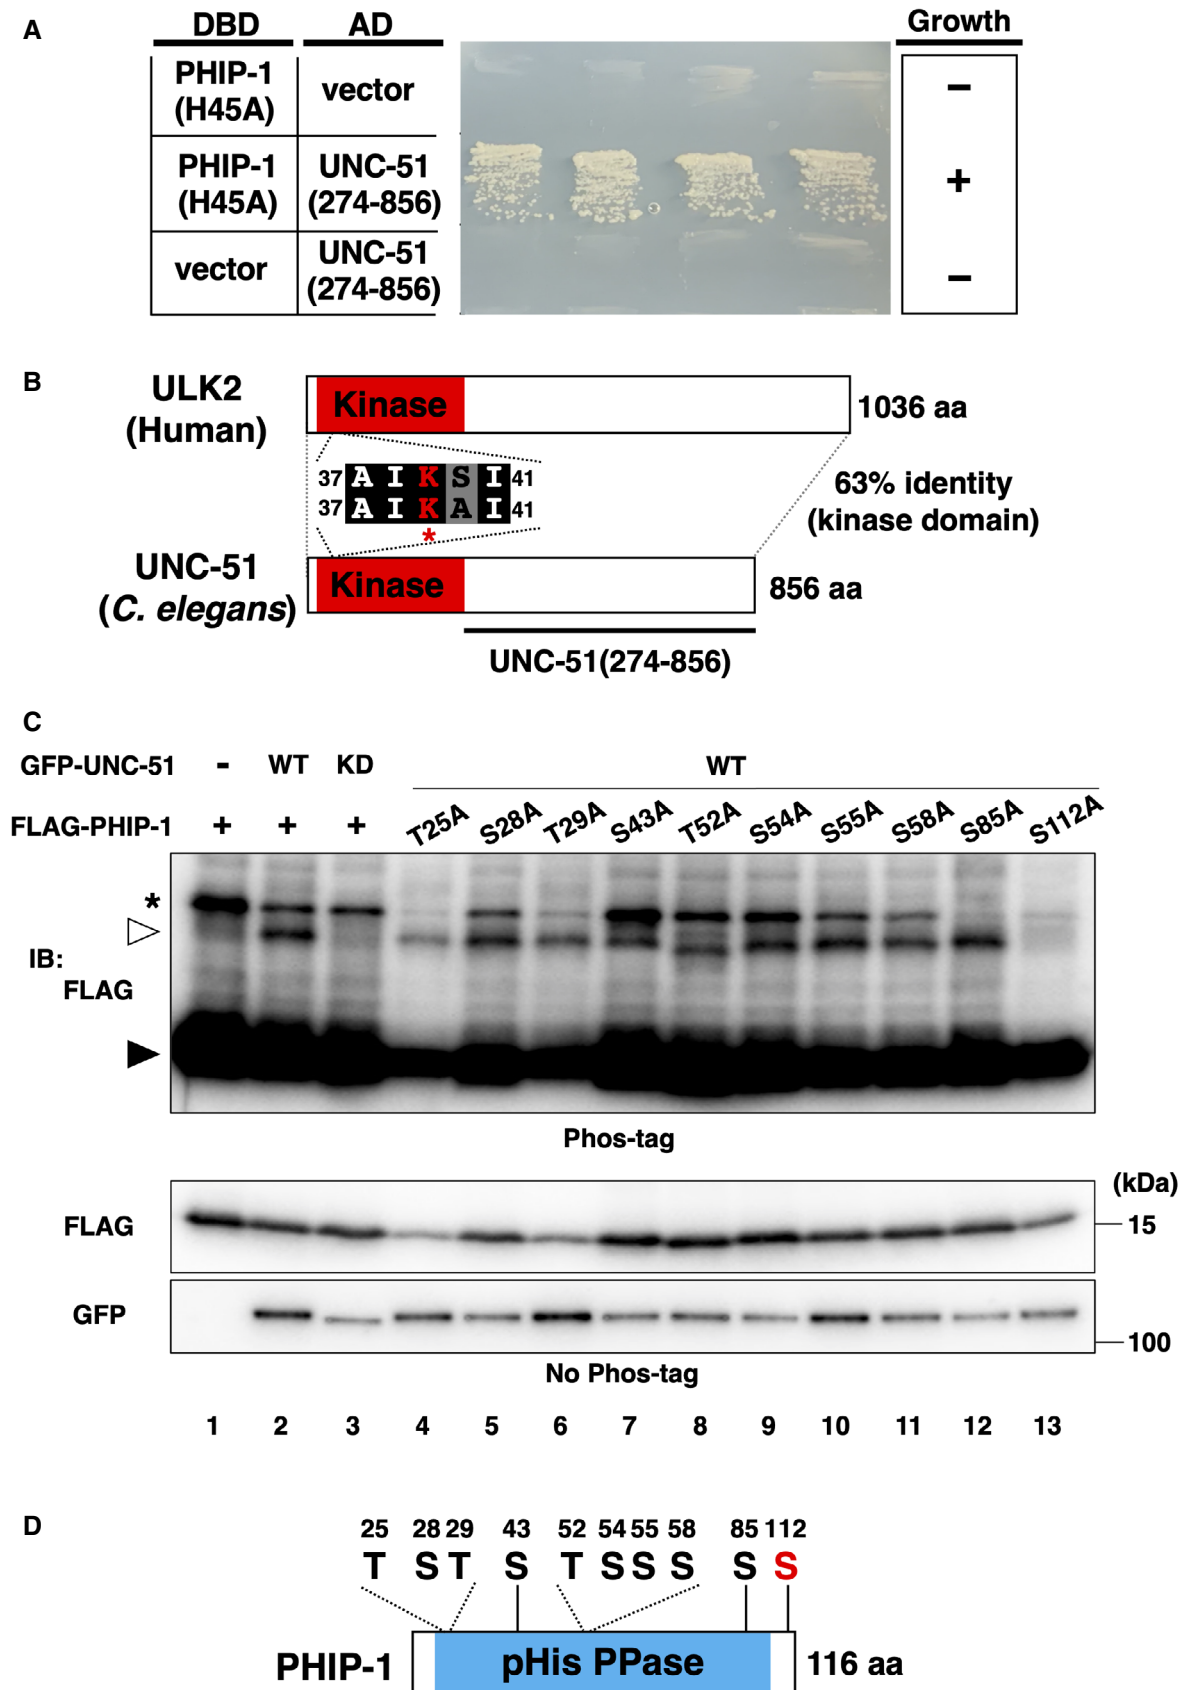 A
DBD AD Growth
PHIP-1
(H45A)
vector
−
PHIP-1
(H45A)
UNC-51
(274-856)
+
vector
UNC-51
(274-856)
−
B
ULK2
(Human)
Kinase
1036 aa
37 A I K S I 41
37 A I K A I 41
*
63% identity
(kinase domain)
UNC-51
(C. elegans)
Kinase
856 aa
UNC-51(274-856)
C
GFP-UNC-51 - WT KD WT
FLAG-PHIP-1 + + + T25A S28A T29A S43A T52A S54A S55A S58A S85A S112A
*
IB:
FLAG
Phos-tag
(kDa)
FLAG
15
GFP
100
No Phos-tag
1 2 3 4 5 6 7 8 9 10 11 12 13
D
25 28 29 43 52 54 55 58 85 112
T S T S T S S S S S
PHIP-1 pHis PPase 116 aa